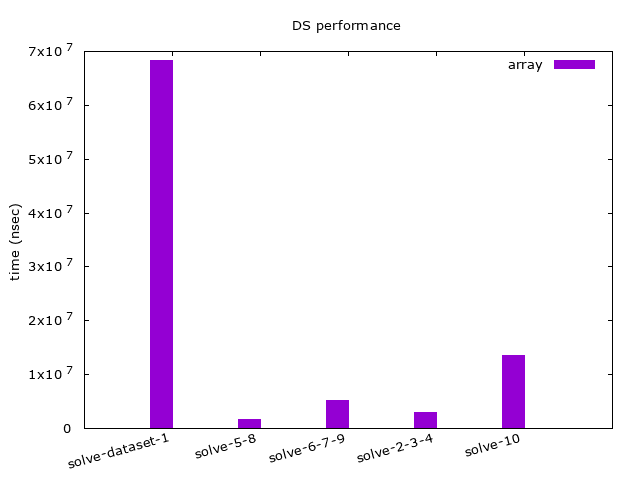 DS performance
7x10 7
array
6x10 7
5x10 7
4x10 7
time (nsec)
3x10 7
2x10 7
1x10 7
0
solve-dataset-1
solve-5-8
solve-6-7-9
solve-2-3-4
solve-10